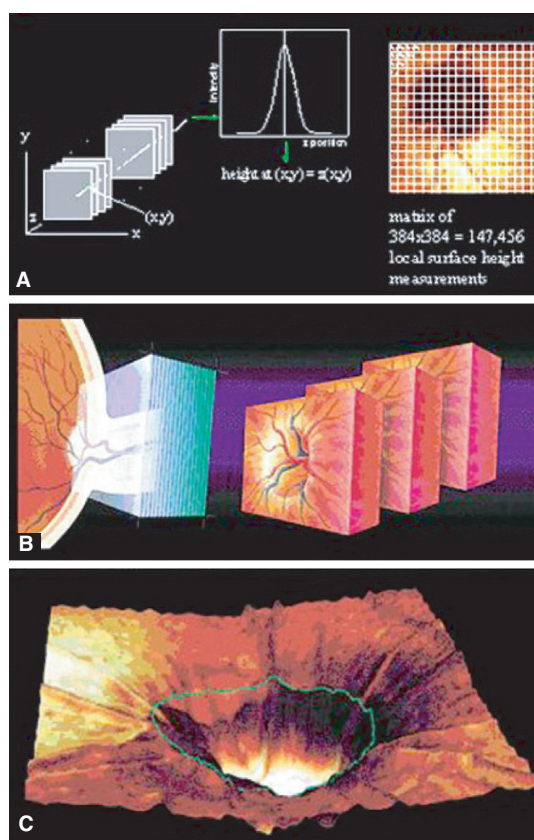 y
z
x
(x,y)
intensity
z position
height at (x,y) = z(x,y)
matrix of
384x384 = 147,456
local surface height
measurements
A
B
C